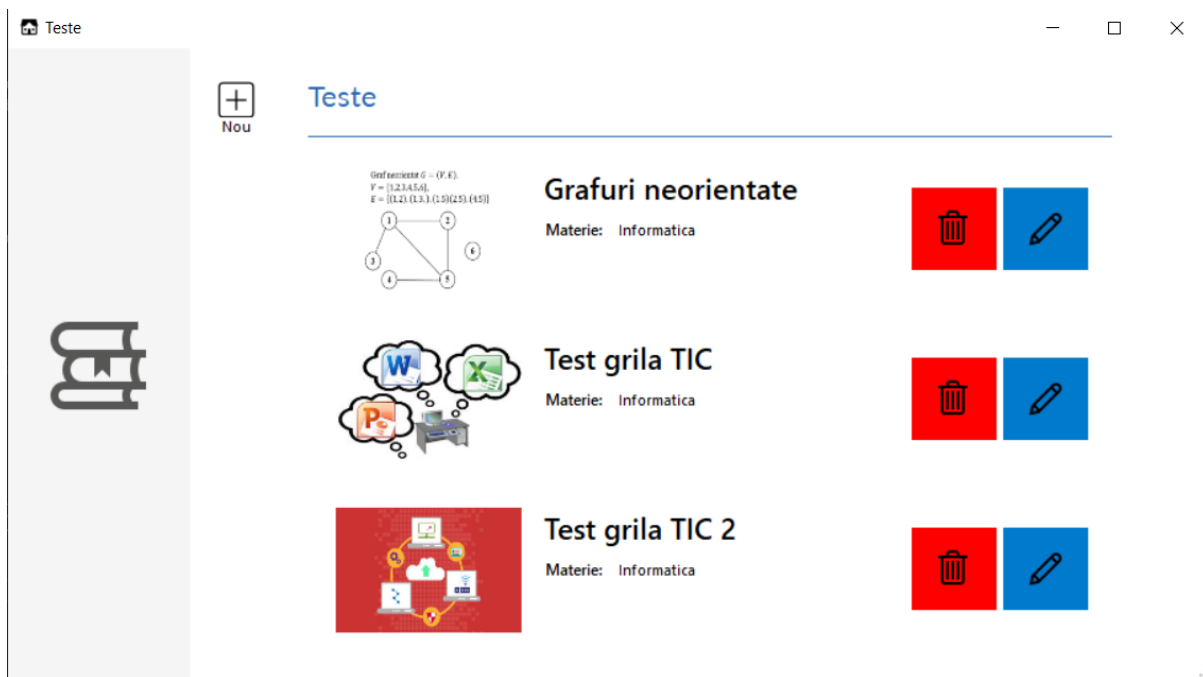 Teste
Nou
Teste
Graf neorientat G = (V, E).
V = [1,2,3,4,5,6],
E = [(1,2), (1,3,), (1,5)(2,5), (4,5)]
1
2
3
6
4
5
Grafuri neorientate
Materie: Informatica
W
X
P
Test grila TIC
Materie: Informatica
Test grila TIC 2
Materie: Informatica